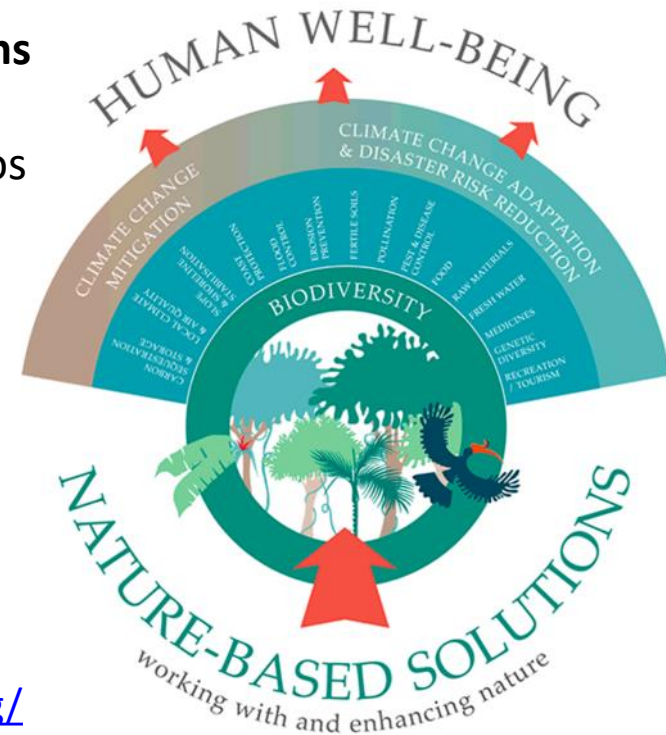 ns
os
g/
HUMAN WELL-BEING
CLIMATE CHANGE
MITIGATION
CLIMATE CHANGE ADAPTATION
& DISASTER RISK REDUCTION
CARBON
SEQUESTRATION
& STORAGE
LOCAL CLIMATE
& AIR QUALITY
SLOPE
& SHORELINE
STABILISATION
COAST
PROTECTION
FLOOD
CONTROL
EROSION
PREVENTION
FERTILE SOILS
POLLINATION
PEST & DISEASE
CONTROL
FOOD
RAW MATERIALS
FRESH WATER
MEDICINES
GENETIC
DIVERSITY
RECREATION
/ TOURISM
BIODIVERSITY
NATURE-BASED SOLUTIONS
working with and enhancing nature